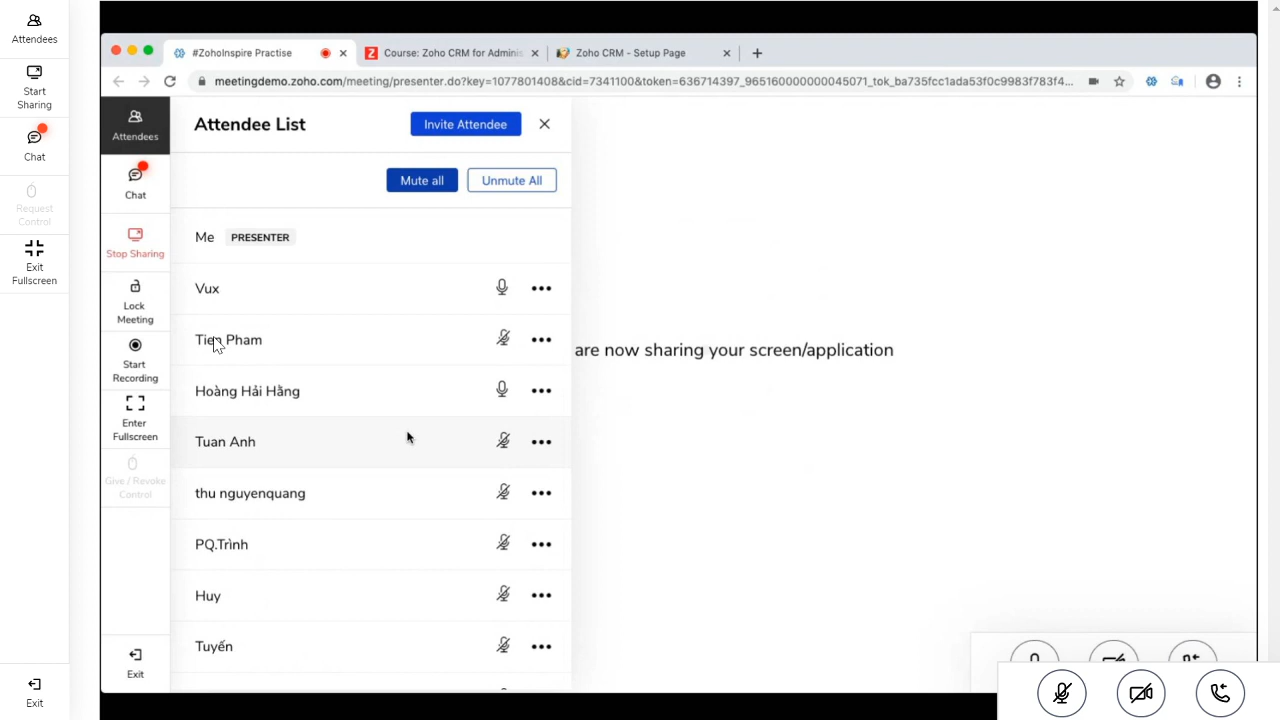 Attendees
Start
Sharing
Chat
Request
Control
Exit
Fullscreen
Exit
#ZohoInspire Practise
Course: Zoho CRM for Adminis
Zoho CRM - Setup Page
meetingdemo.zoho.com/meeting/presenter.do?key=1077801408&cid=7341100&token=636714397_965160000000045071_tok_ba735fcc1ada53f0c9983f783f4...
Attendees
Chat
Stop Sharing
Lock
Meeting
Start
Recording
Enter
Fullscreen
Give / Revoke
Control
Exit
Attendee List
Invite Attendee
Mute all
Unmute All
Me PRESENTER
Vux
Tien Pham
Hoàng Hải Hằng
Tuan Anh
thu nguyenquang
PQ.Trình
Huy
Tuyến
are now sharing your screen/application